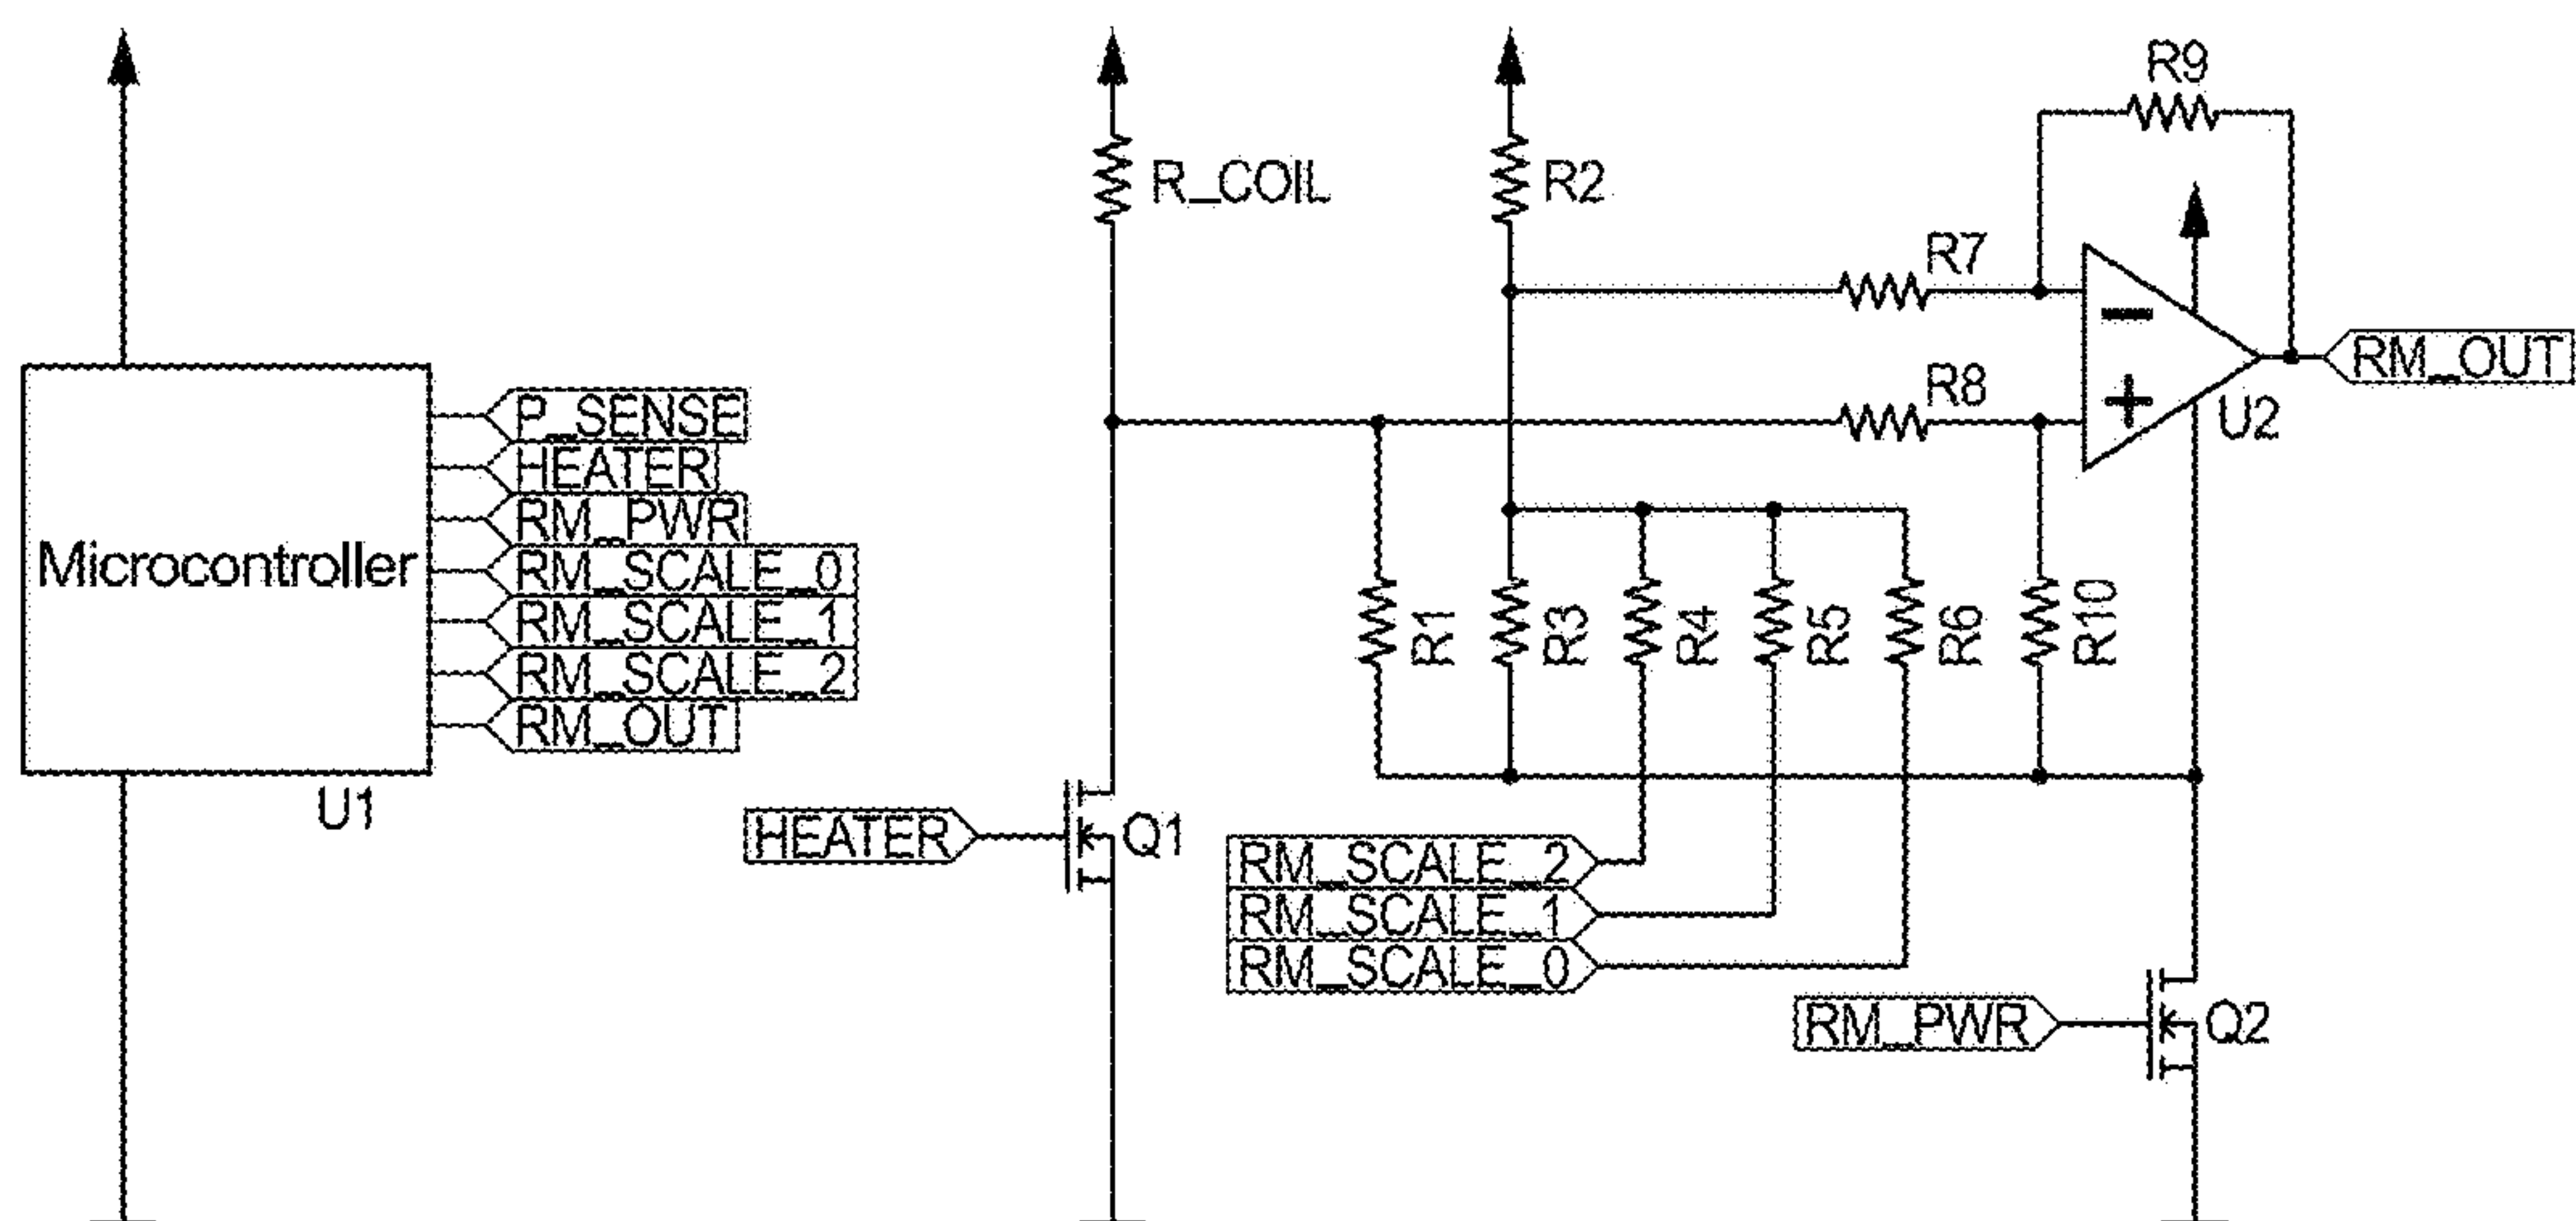 R9
R_COIL
R2
R7
R8
RM_OUT
U2
P_SENSE
HEATER
RM_PWR
RM_SCALE_0
RM_SCALE_1
RM_SCALE_2
RM_OUT
Microcontroller
U1
R1
R3
R4
R5
R6
R10
HEATER
Q1
RM_SCALE_2
RM_SCALE_1
RM_SCALE_0
RM_PWR
Q2